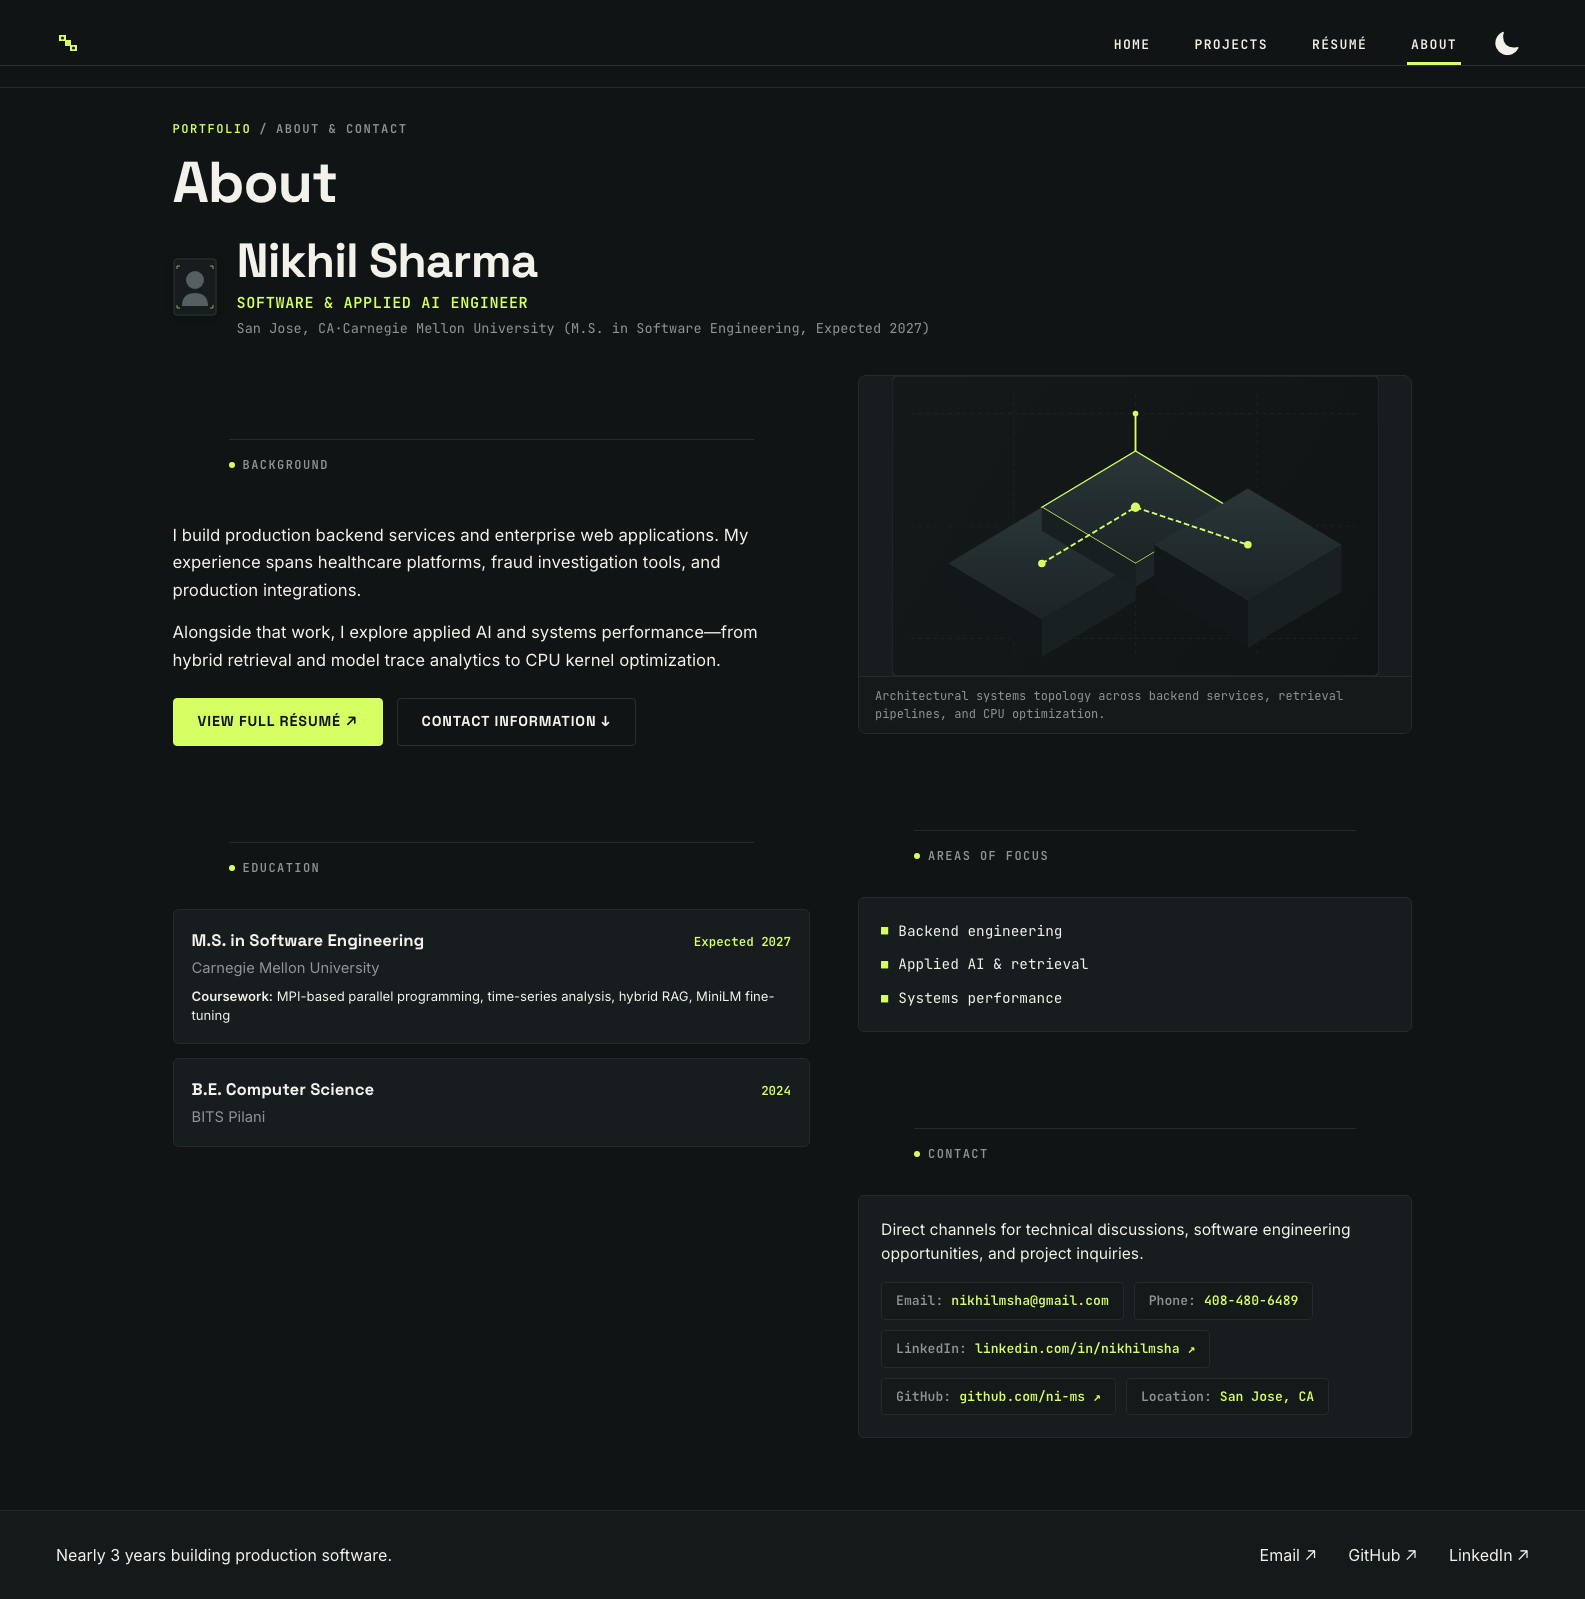 HOME PROJECTS RÉSUMÉ ABOUT
PORTFOLIO / ABOUT & CONTACT
About
Nikhil Sharma
SOFTWARE & APPLIED AI ENGINEER
San Jose, CA·Carnegie Mellon University (M.S. in Software Engineering, Expected 2027)
BACKGROUND
I build production backend services and enterprise web applications. My
experience spans healthcare platforms, fraud investigation tools, and
production integrations.
Alongside that work, I explore applied AI and systems performance—from
hybrid retrieval and model trace analytics to CPU kernel optimization.
VIEW FULL RÉSUMÉ ↗ CONTACT INFORMATION ↓
Architectural systems topology across backend services, retrieval
pipelines, and CPU optimization.
EDUCATION
M.S. in Software Engineering Expected 2027
Carnegie Mellon University
Coursework: MPI-based parallel programming, time-series analysis, hybrid RAG, MiniLM fine-
tuning
B.E. Computer Science 2024
BITS Pilani
AREAS OF FOCUS
Backend engineering
Applied AI & retrieval
Systems performance
CONTACT
Direct channels for technical discussions, software engineering
opportunities, and project inquiries.
Email: nikhilmsha@gmail.com Phone: 408-480-6489
LinkedIn: linkedin.com/in/nikhilmsha ↗
GitHub: github.com/ni-ms ↗ Location: San Jose, CA
Nearly 3 years building production software.
Email ↗ GitHub ↗ LinkedIn ↗